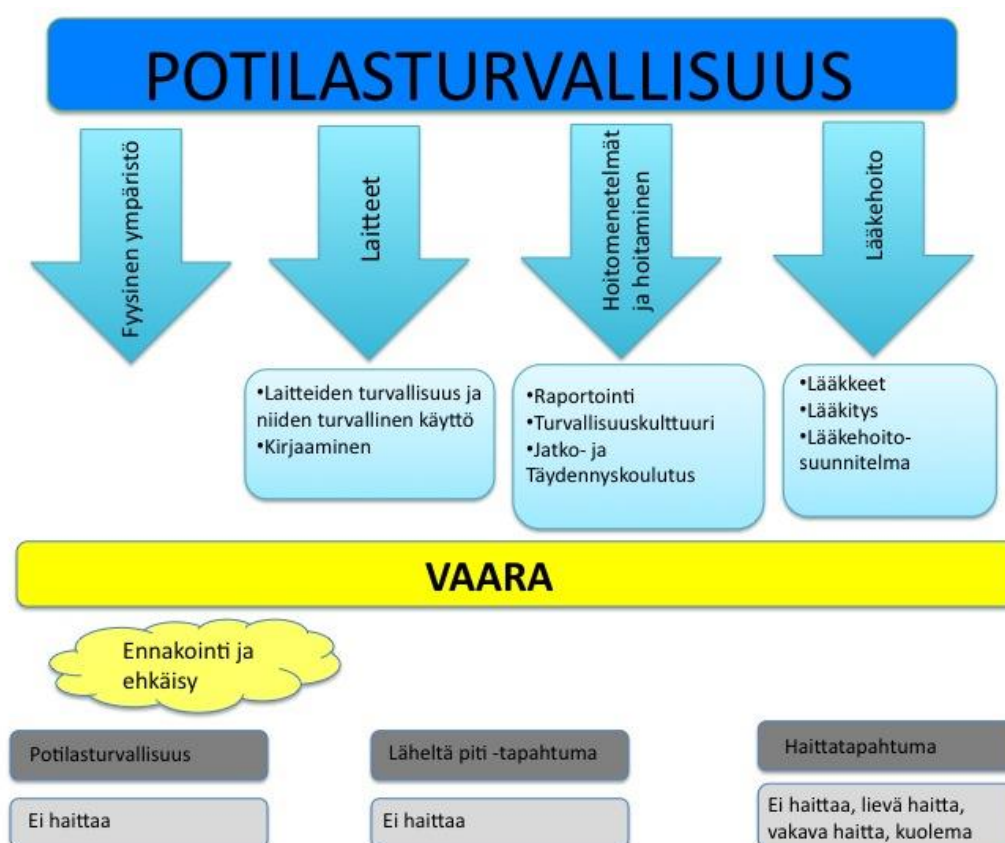 POTILASTURVALLISUUS
Fyysinen ympäristö
Laitteet
Hoitomenetelmät
ja hoitaminen
Lääkehoito
•Laitteiden turvallisuus ja
niiden turvallinen käyttö
•Kirjaaminen
•Raportointi
•Turvallisuuskulttuuri
•Jatko- ja
Täydennyskoulutus
•Lääkkeet
•Lääkitys
•Lääkehoito-
suunnitelma
VAARA
Ennakointi ja
ehkäisy
Potilasturvallisuus
Läheltä piti -tapahtuma
Haittatapahtuma
Ei haittaa
Ei haittaa
Ei haittaa, lievä haitta,
vakava haitta, kuolema